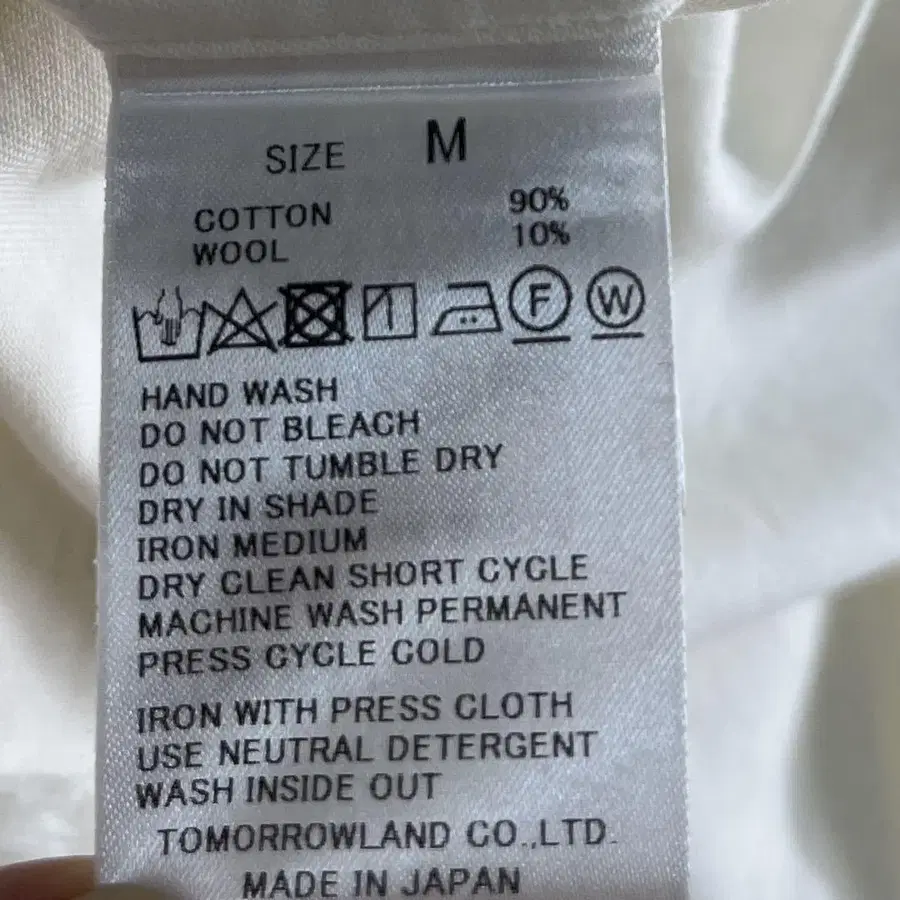 SIZE M
COTTON 90%
WOOL 10%
F W
HAND WASH
DO NOT BLEACH
DO NOT TUMBLE DRY
DRY IN SHADE
IRON MEDIUM
DRY CLEAN SHORT CYCLE
MACHINE WASH PERMANENT
PRESS CYCLE COLD
IRON WITH PRESS CLOTH
USE NEUTRAL DETERGENT
WASH INSIDE OUT
TOMORROWLAND CO.,LTD.
MADE IN JAPAN